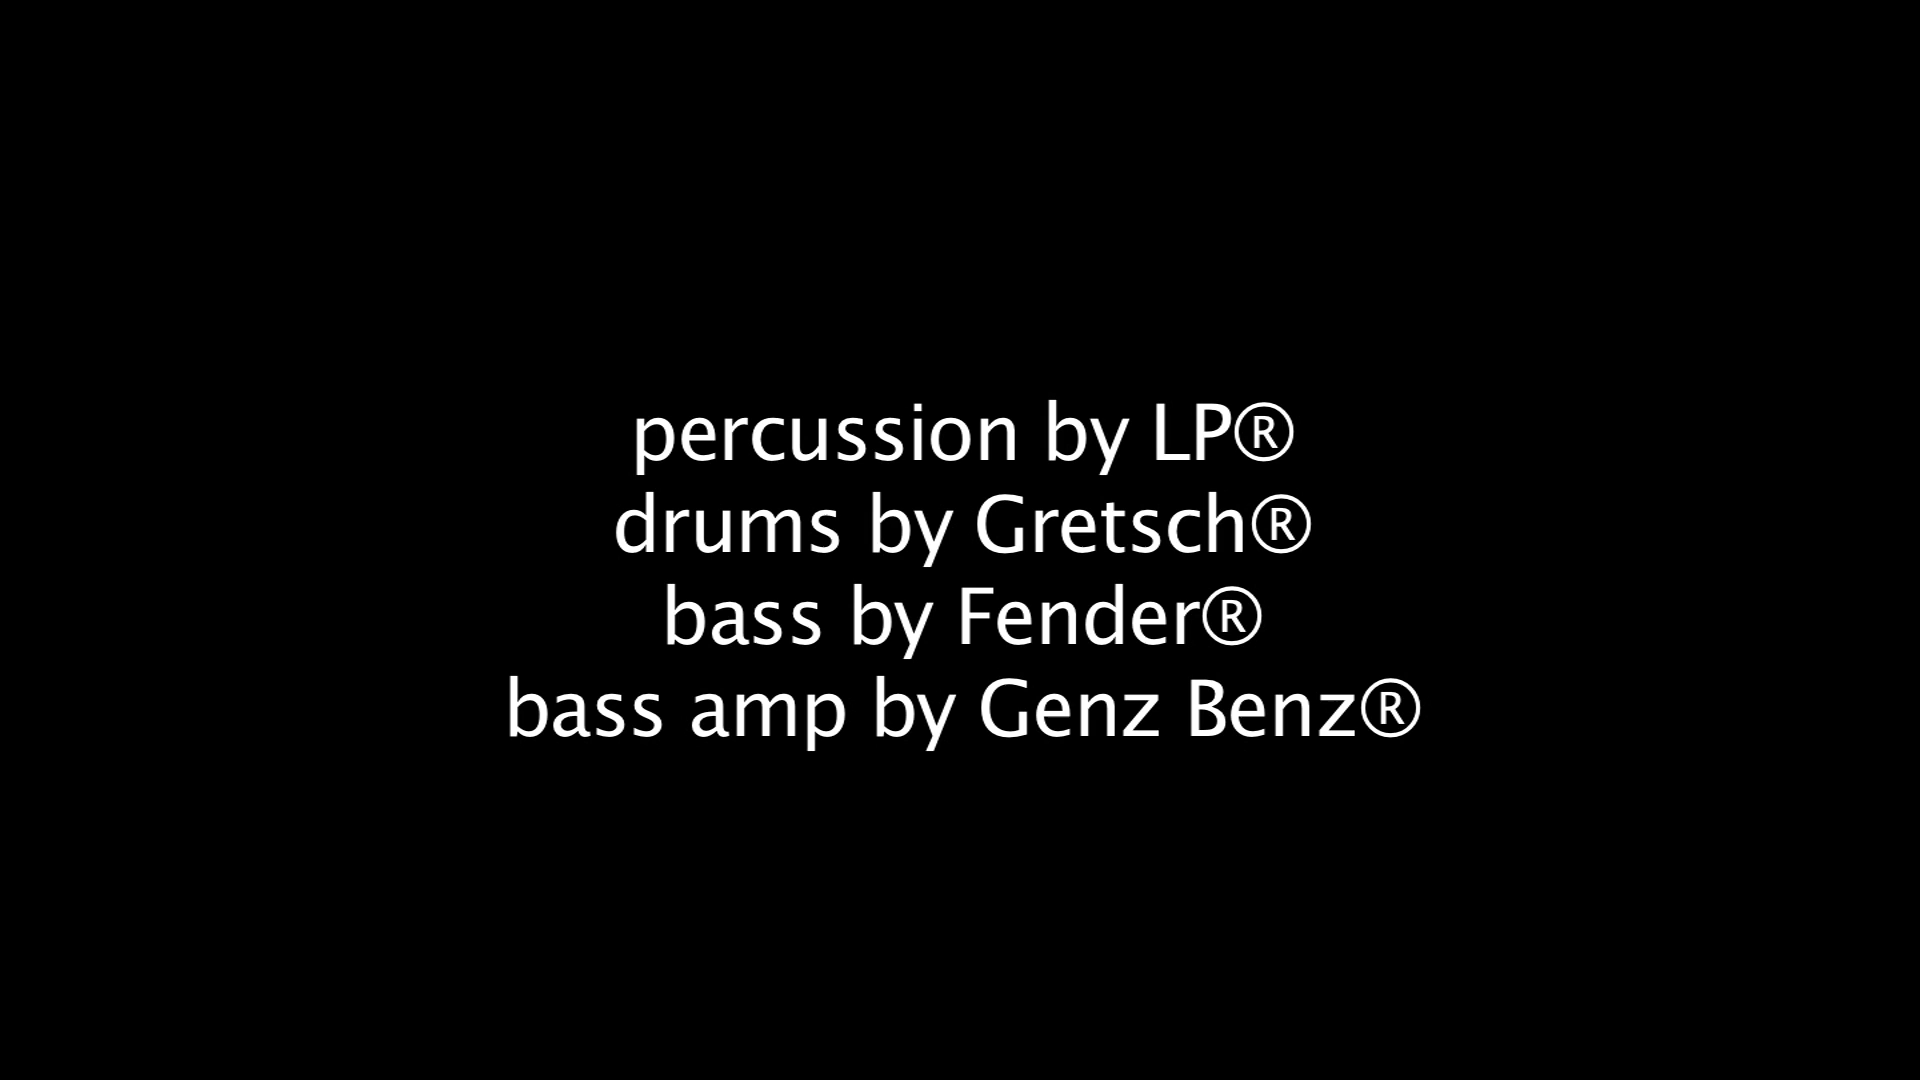 percussion by LP®
drums by Gretsch®
bass by Fender®
bass amp by Genz Benz®